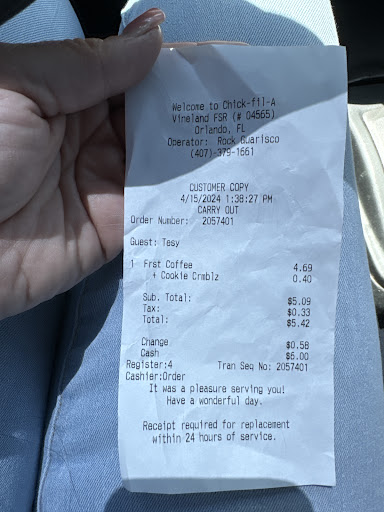 Welcome to Chick-fil-A
Vineland FSR (# 04565)
Orlando, FL
Operator: Rock Guarisco
(407)-379-1661
CUSTOMER COPY
4/15/2024 1:38:27 PM
CARRY OUT
Order Number: 2057401
Guest: Tesy
1 Frst Coffee 4.69
+ Cookie Crmblz 0.40
Sub. Total: $5.09
Tax: $0.33
Total: $5.42
Change $0.58
Cash $6.00
Register:4 Tran Seq No: 2057401
Cashier:Order
It was a pleasure serving you!
Have a wonderful day.
Receipt required for replacement
within 24 hours of service.